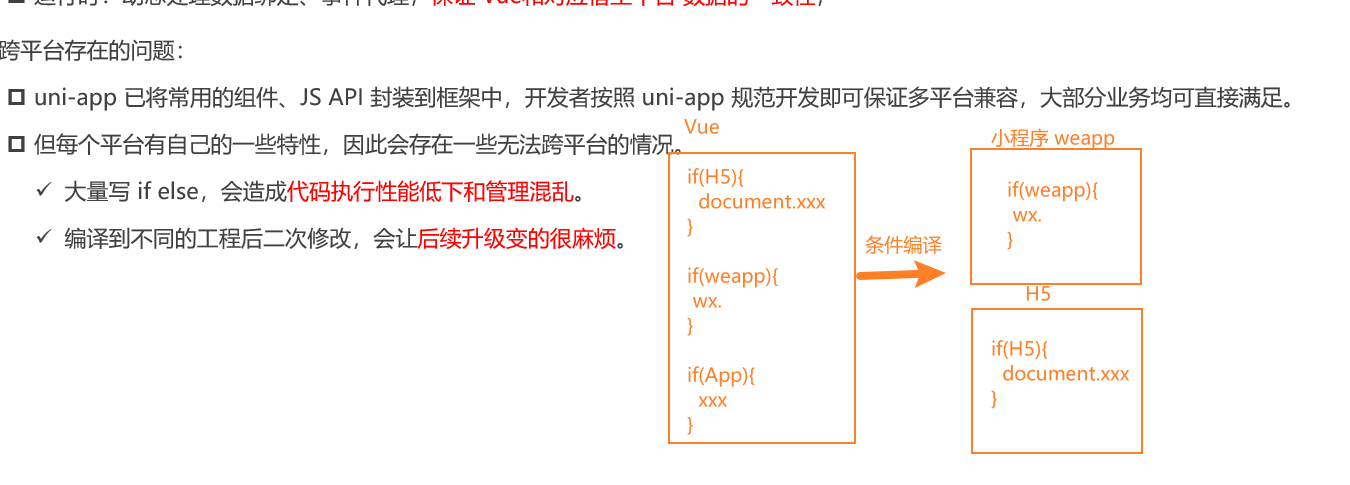 跨平台存在的问题：
uni-app 已将常用的组件、JS API 封装到框架中，开发者按照 uni-app 规范开发即可保证多平台兼容，大部分业务均可直接满足。
但每个平台有自己的一些特性，因此会存在一些无法跨平台的情况。
✓ 大量写 if else，会造成代码执行性能低下和管理混乱。
✓ 编译到不同的工程后二次修改，会让后续升级变的很麻烦。
Vue
if(H5){
document.xxx
}
if(weapp){
wx.
}
if(App){
xxx
}
条件编译
小程序 weapp
if(weapp){
wx.
}
H5
if(H5){
document.xxx
}